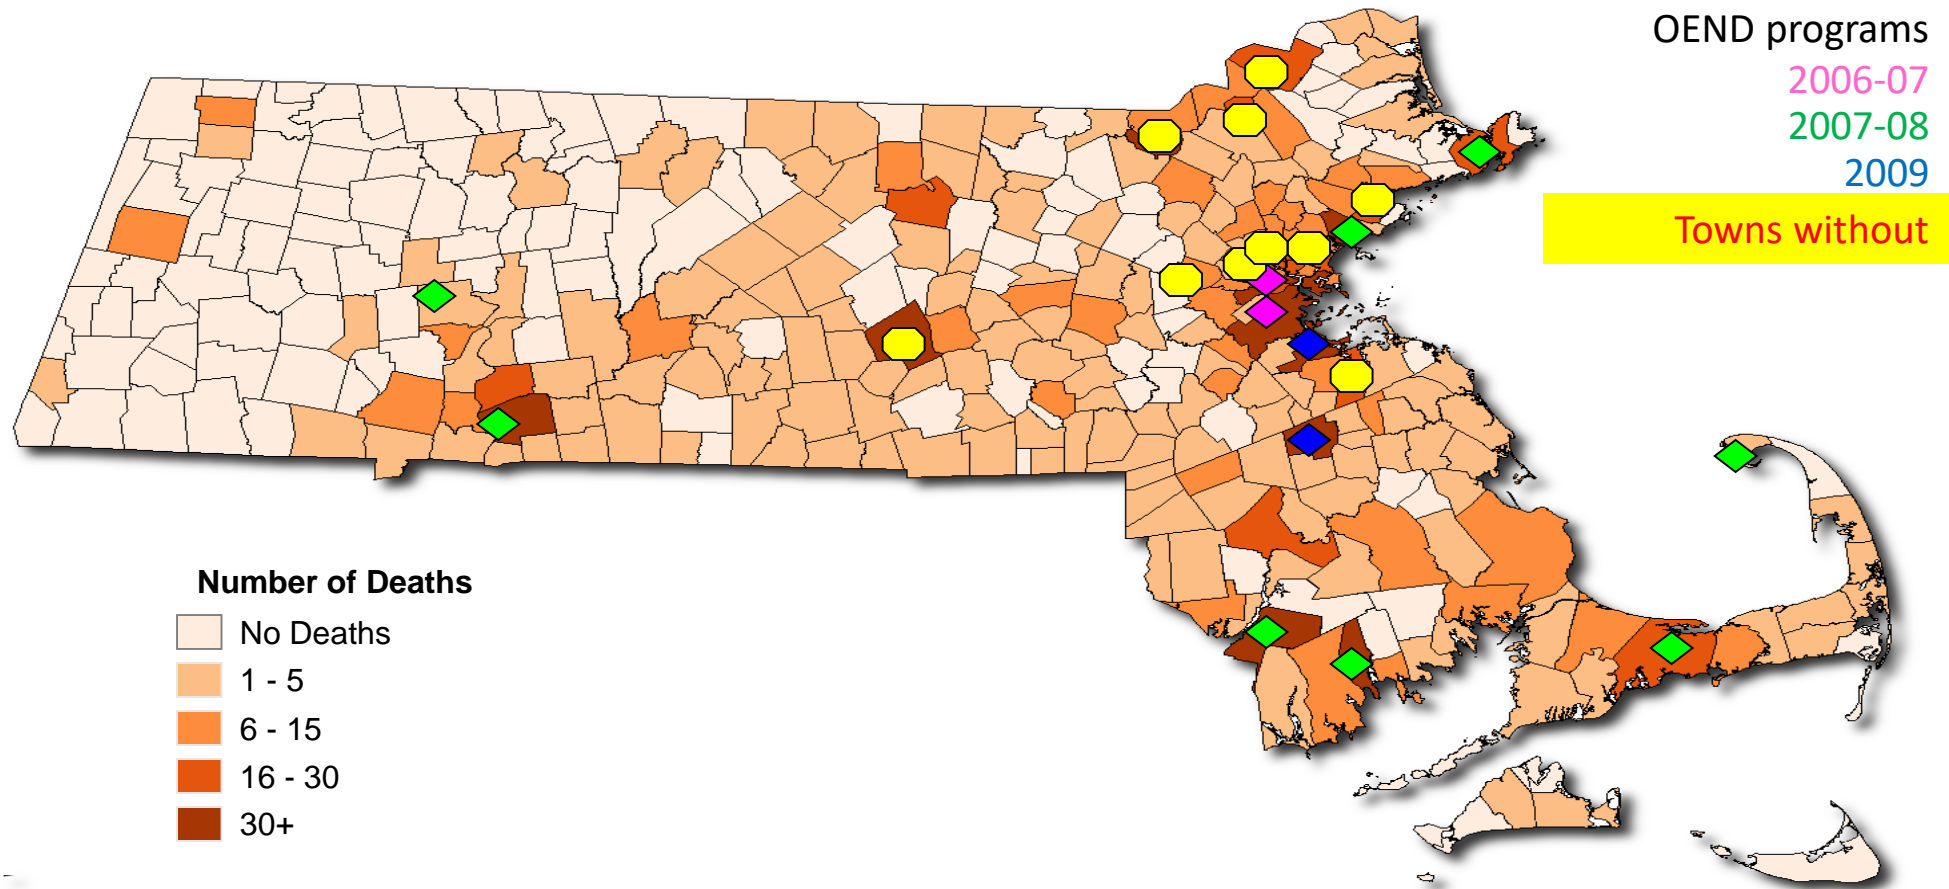 OEND programs
2006-07
2007-08
2009
Towns without
Number of Deaths
No Deaths
1 - 5
6 - 15
16 - 30
30+